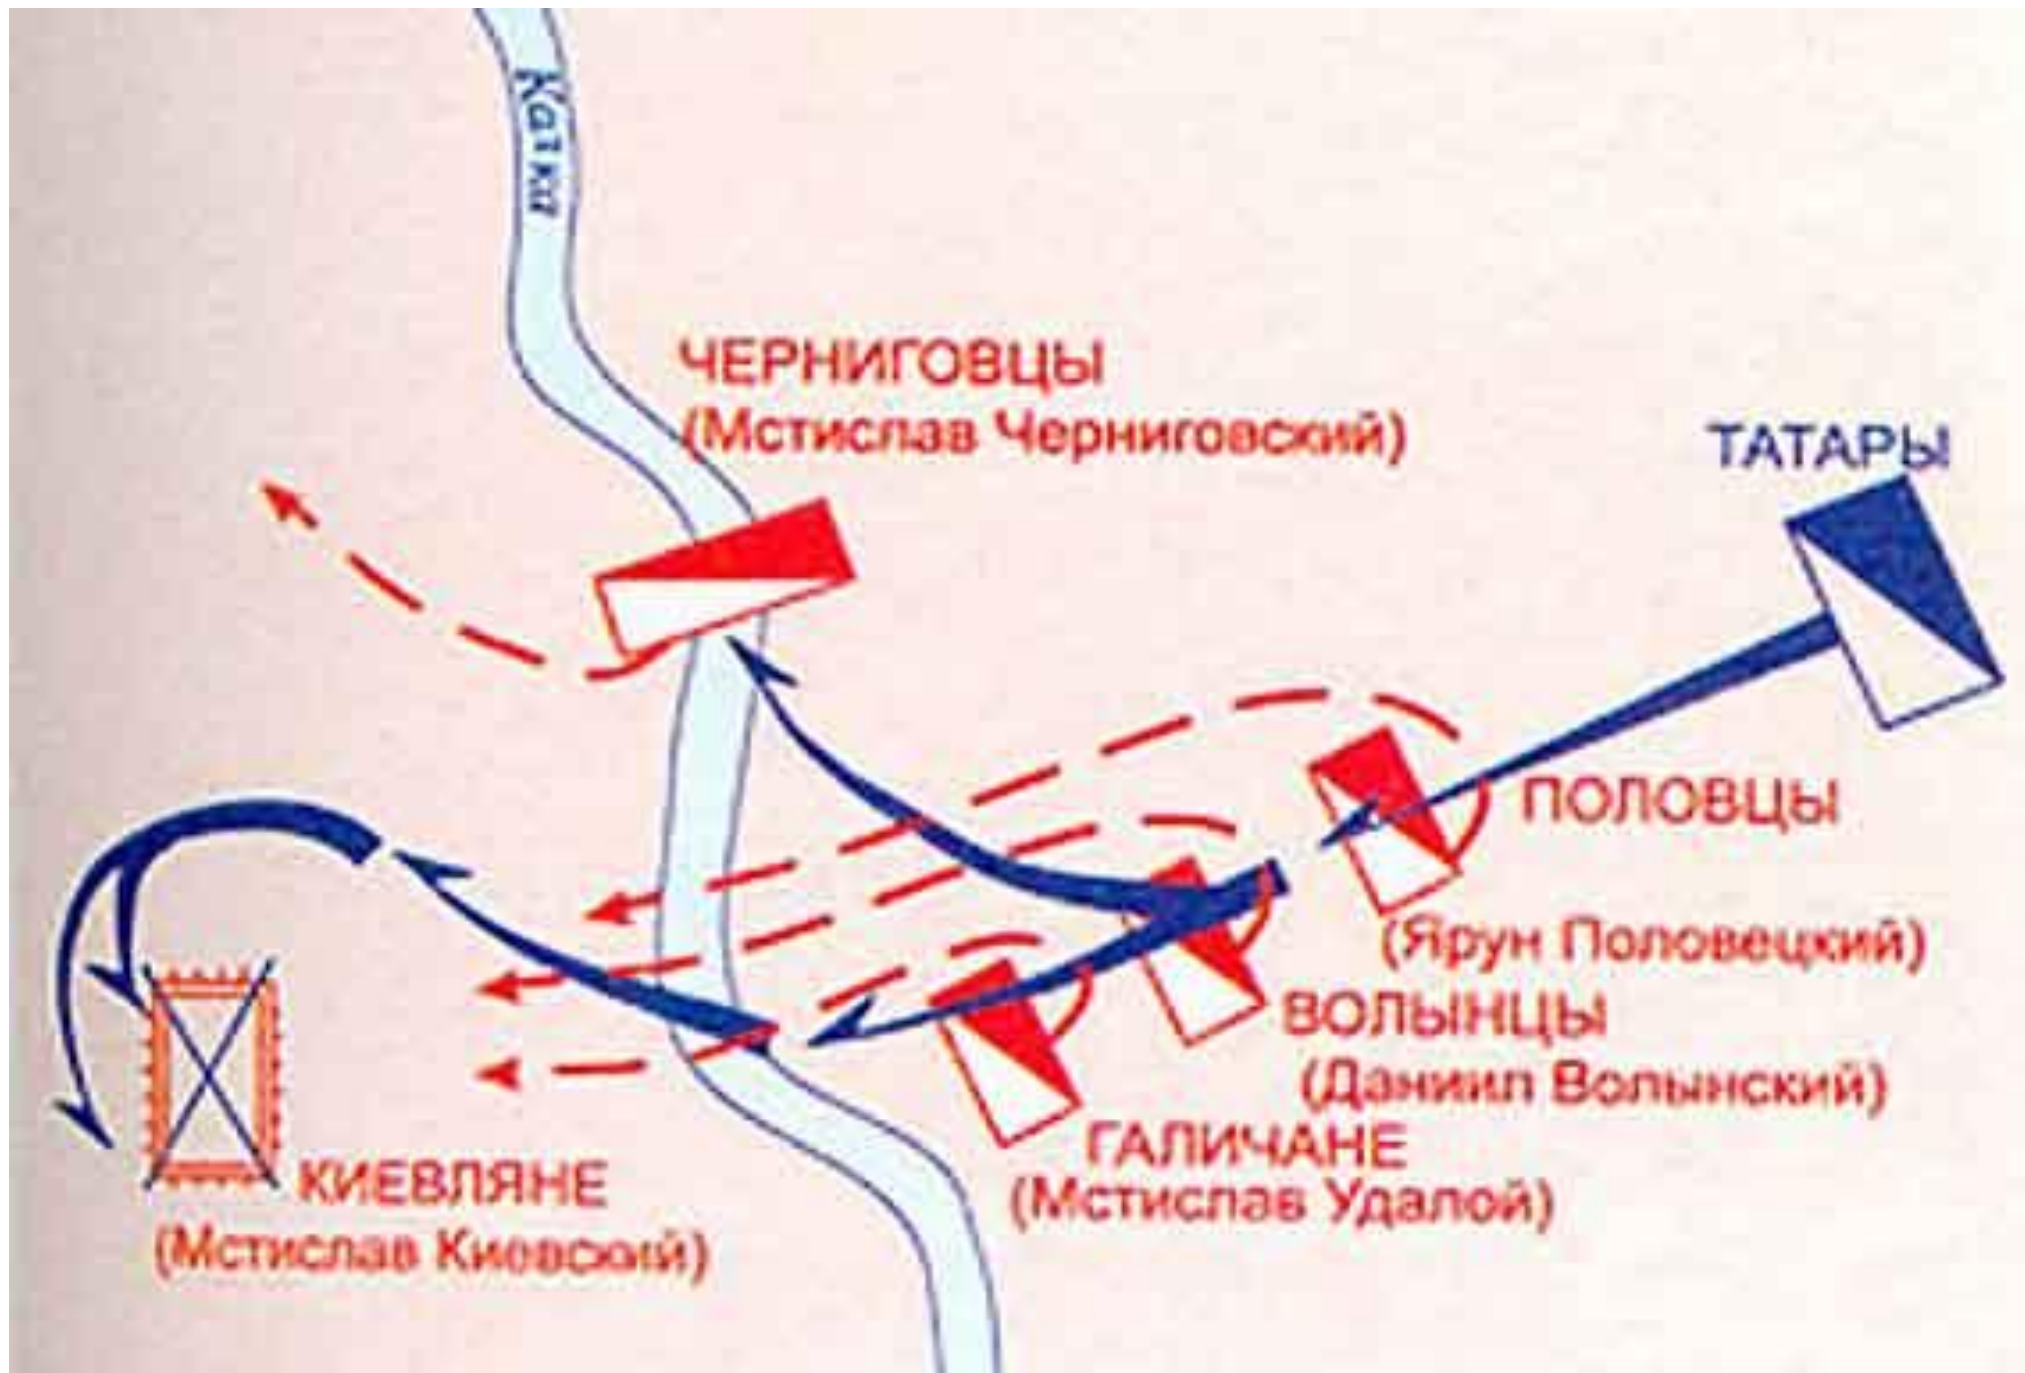 Калка
ЧЕРНИГОВЦЫ
(Мстислав Черниговский)
ТАТАРЫ
ПОЛОВЦЫ
(Ярун Половецкий)
ВОЛЫНЦЫ
(Даниил Волынский)
ГАЛИЧАНЕ
(Мстислав Удалой)
КИЕВЛЯНЕ
(Мстислав Киевский)